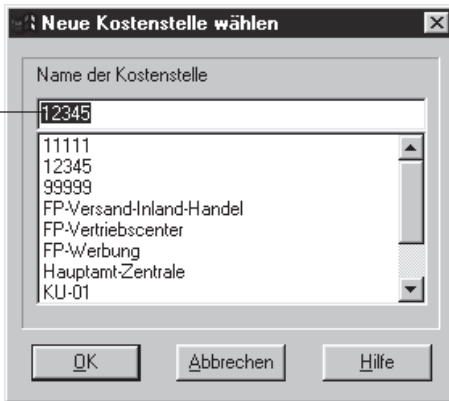 Neue Kostenstelle wählen
Name der Kostenstelle
12345
11111
12345
99999
FP-Versand-Inland-Handel
FP-Vertriebscenter
FP-Werbung
Hauptamt-Zentrale
KU-01
OK Abbrechen Hilfe